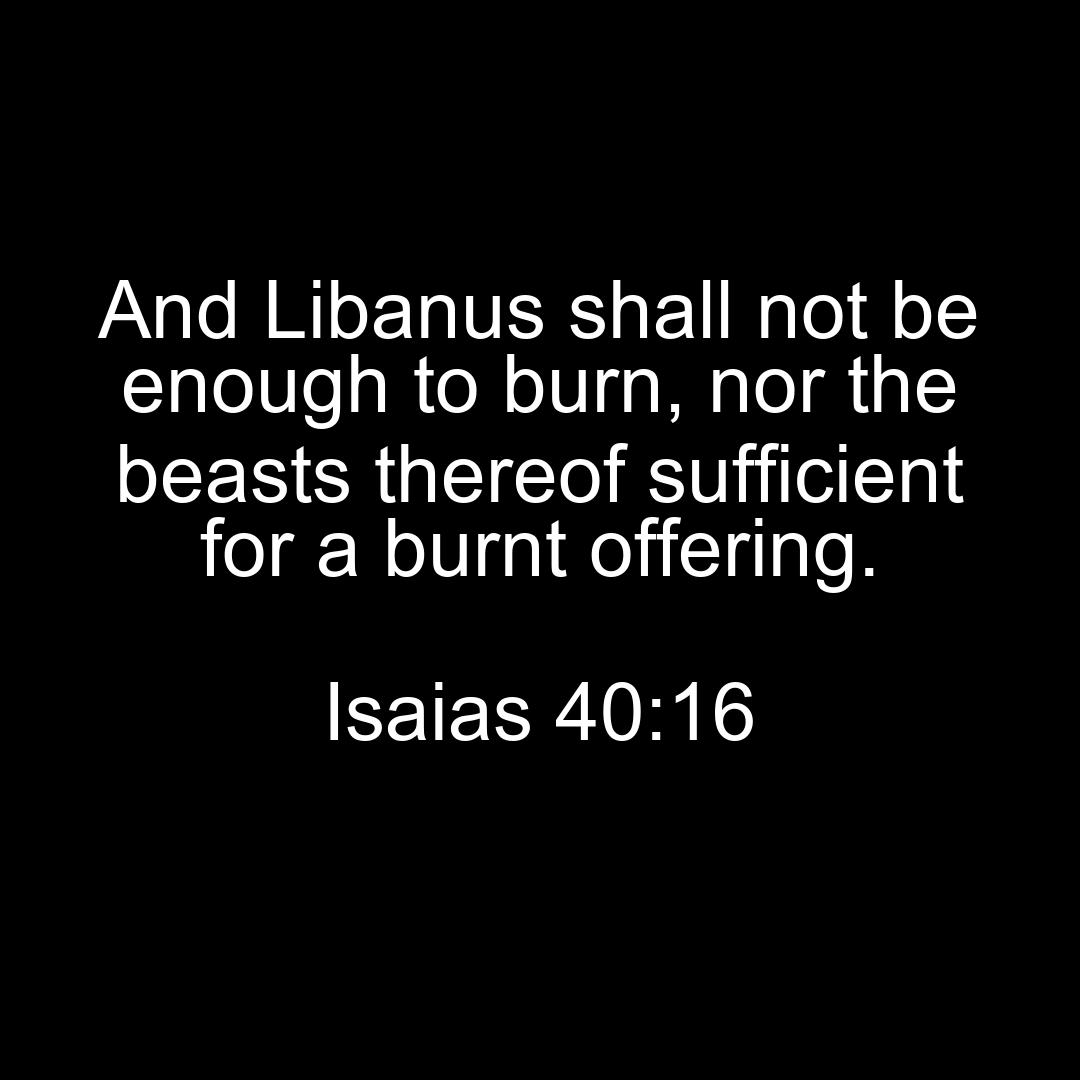 And Libanus shall not be
enough to burn, nor the
beasts thereof sufficient
for a burnt offering.
Isaias 40:16